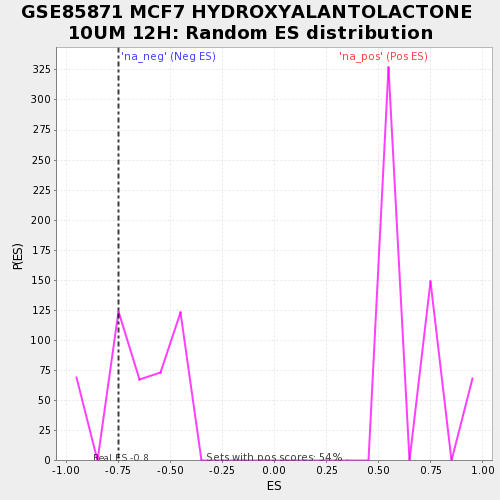 GSE85871 MCF7 HYDROXYALANTOLACTONE
10UM 12H: Random ES distribution
'na_neg' (Neg ES)
'na_pos' (Pos ES)
P(ES)
325
300
275
250
225
200
175
150
125
100
75
50
25
0
Real ES -0.8
Sets with pos scores: 54%
-1.00 -0.75 -0.50 -0.25 0.00 0.25 0.50 0.75 1.00
ES